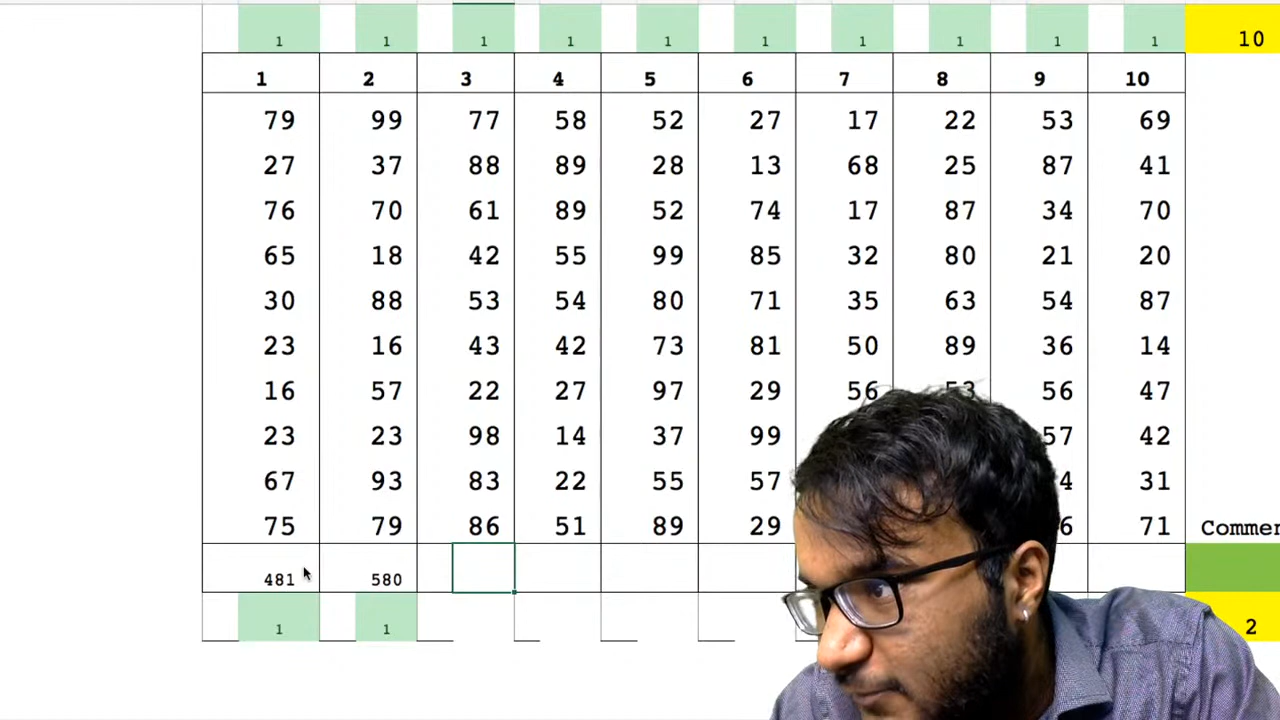 1 1 1 1 1 1 1 1 1 1 10
1 2 3 4 5 6 7 8 9 10
79 99 77 58 52 27 17 22 53 69
27 37 88 89 28 13 68 25 87 41
76 70 61 89 52 74 17 87 34 70
65 18 42 55 99 85 32 80 21 20
30 88 53 54 80 71 35 63 54 87
23 16 43 42 73 81 50 89 36 14
16 57 22 27 97 29 56 53 56 47
23 23 98 14 37 99 57 42
67 93 83 22 55 57 4 31
75 79 86 51 89 29 6 71 Commen
481 580
1 1 2